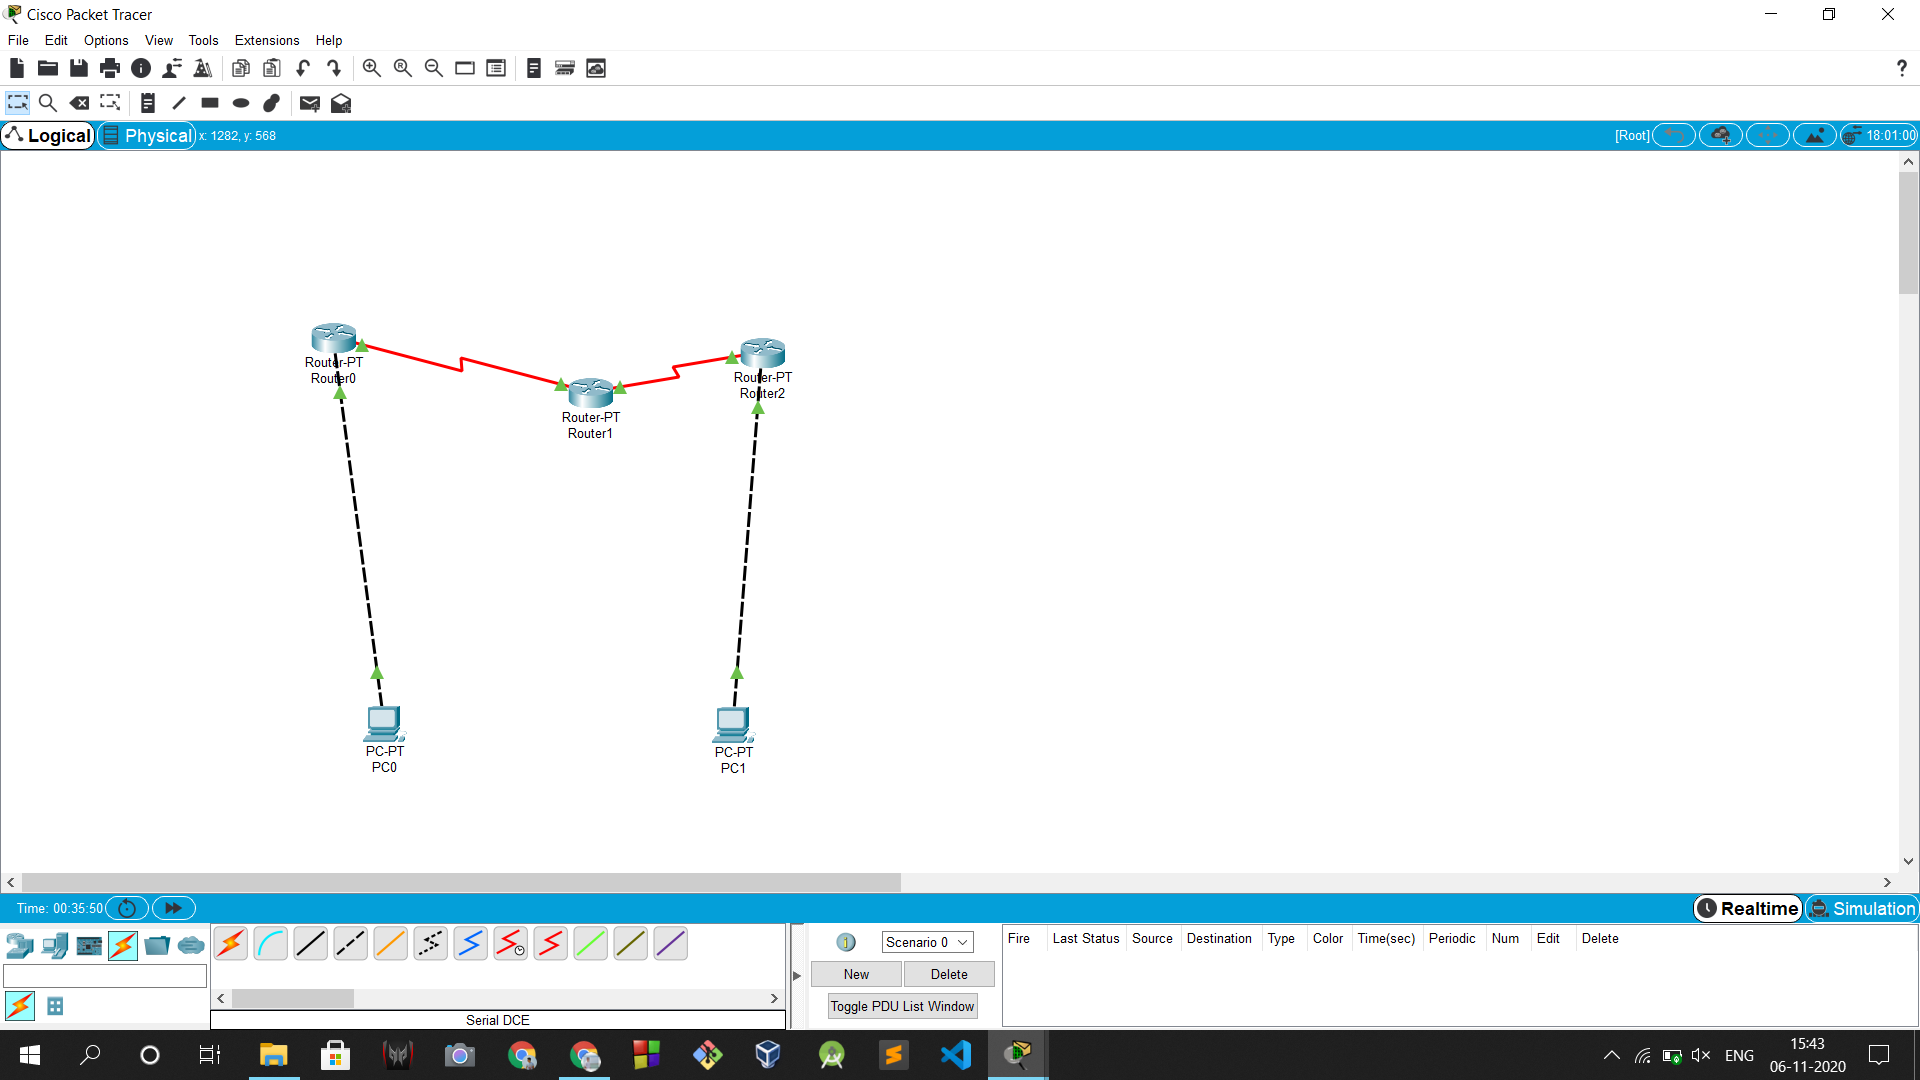 Cisco Packet Tracer
File Edit Options View Tools Extensions Help
Logical Physical x: 1282, y: 568 [Root] 18:01:00
Router-PT
Router0
Router-PT
Router1
Router-PT
Router2
PC-PT
PC0
PC-PT
PC1
Time: 00:35:50 Realtime Simulation
Scenario 0
New Delete
Toggle PDU List Window
Fire Last Status Source Destination Type Color Time(sec) Periodic Num Edit Delete
Serial DCE
ENG
15:43
06-11-2020